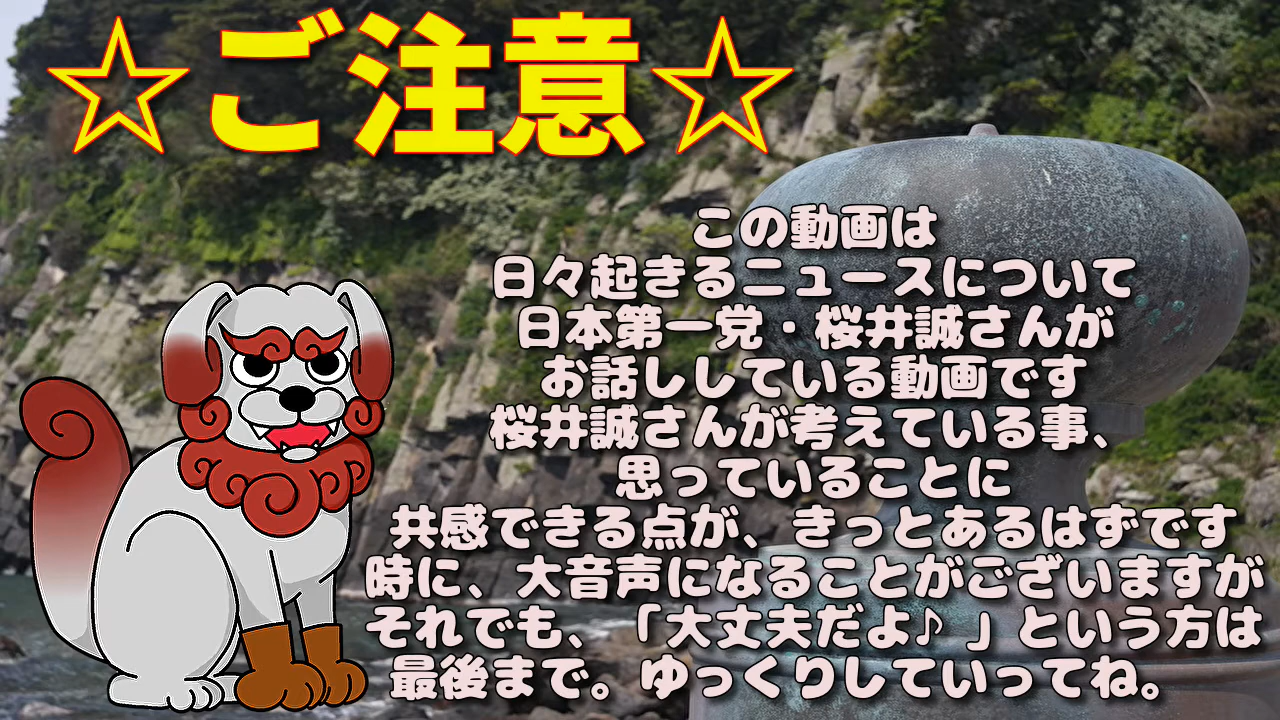 ☆ご注意☆
この動画は
日々起きるニュースについて
日本第一党・桜井誠さんが
お話ししている動画です
桜井誠さんが考えている事、
思っていることに
共感できる点が、きっとあるはずです
時に、大音声になることがございますが
それでも、「大丈夫だよ♪」という方は
最後まで。ゆっくりしていってね。